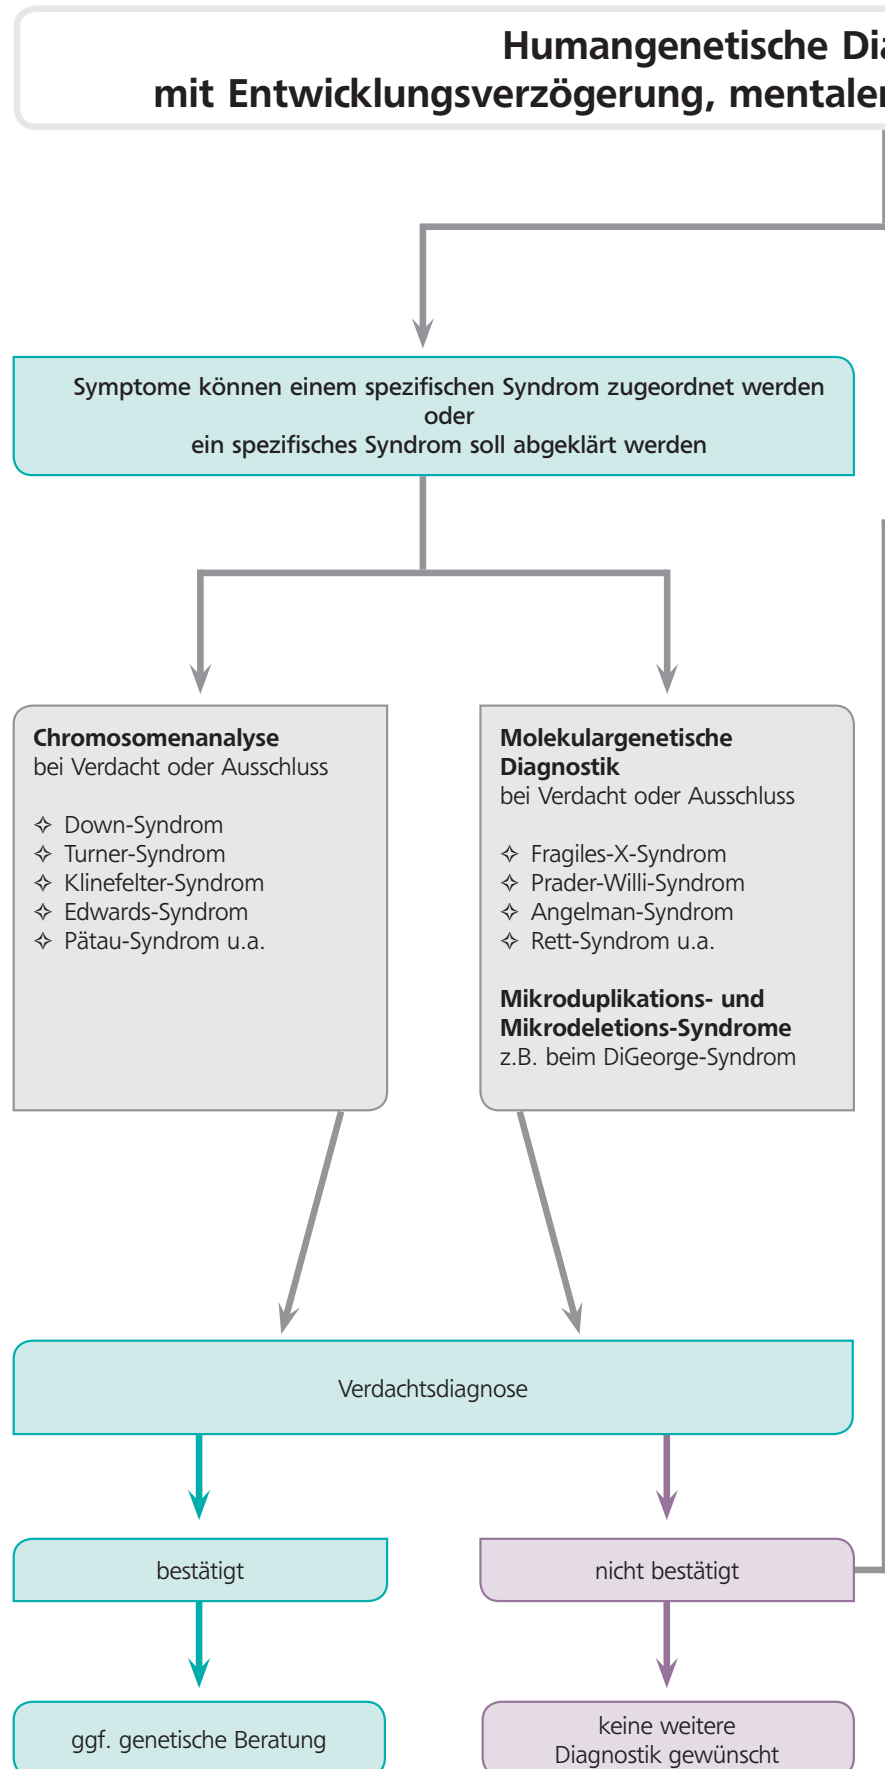 Humangenetische Dia
mit Entwicklungsverzögerung, mentaler
Symptome können einem spezifischen Syndrom zugeordnet werden
oder
ein spezifisches Syndrom soll abgeklärt werden
Chromosomenanalyse
bei Verdacht oder Ausschluss
✧ Down-Syndrom
✧ Turner-Syndrom
✧ Klinefelter-Syndrom
✧ Edwards-Syndrom
✧ Pätau-Syndrom u.a.
Molekulargenetische
Diagnostik
bei Verdacht oder Ausschluss
✧ Fragiles-X-Syndrom
✧ Prader-Willi-Syndrom
✧ Angelman-Syndrom
✧ Rett-Syndrom u.a.
Mikroduplikations- und
Mikrodeletions-Syndrome
z.B. beim DiGeorge-Syndrom
Verdachtsdiagnose
bestätigt
nicht bestätigt
ggf. genetische Beratung
keine weitere
Diagnostik gewünscht